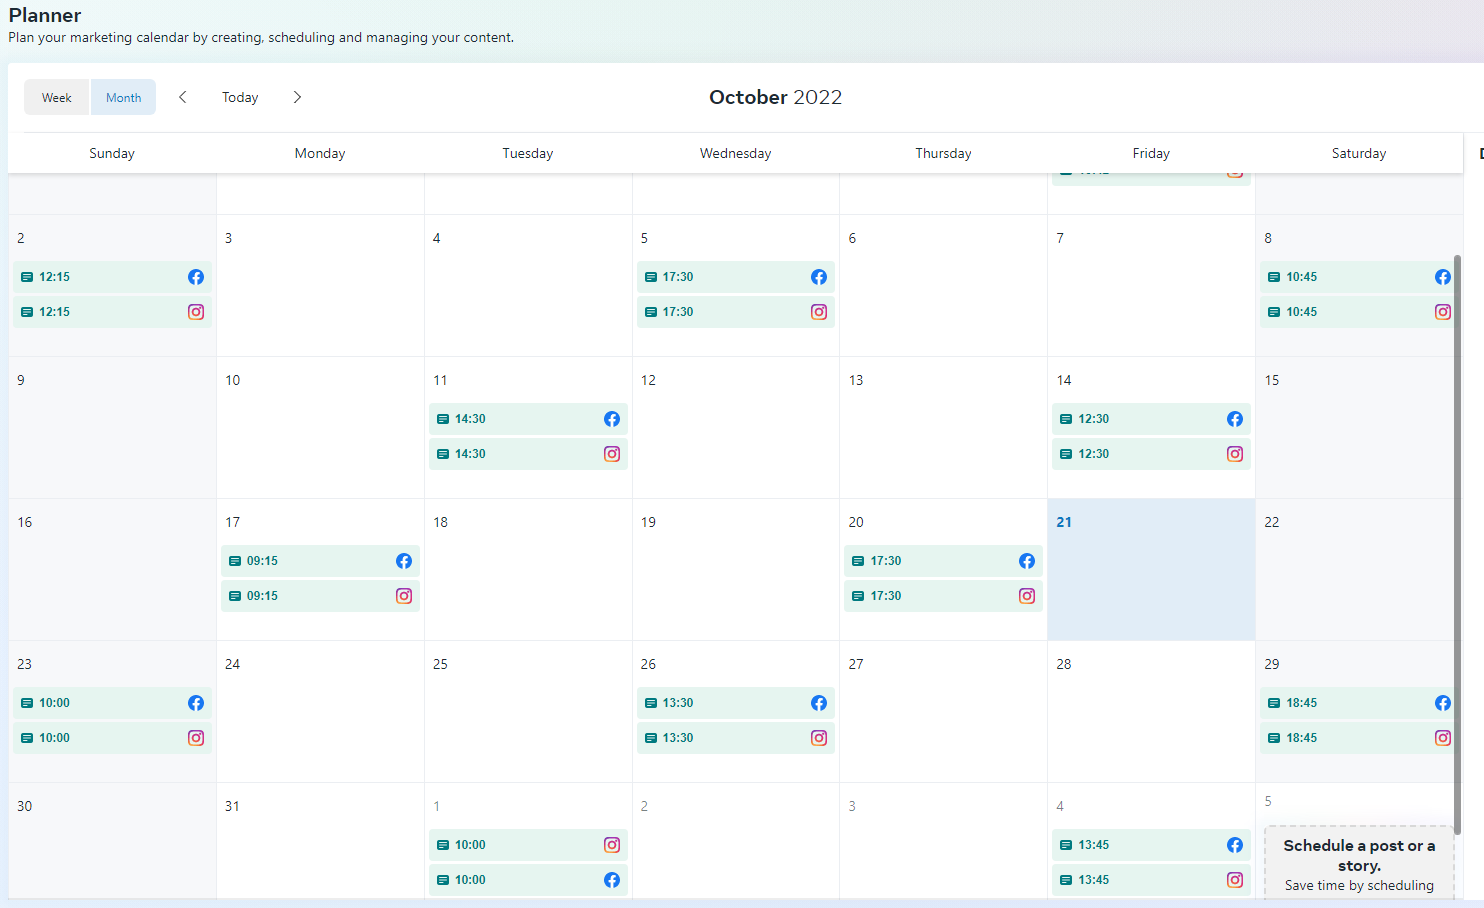 Planner
Plan your marketing calendar by creating, scheduling and managing your content.
Week Month Today October 2022
Sunday Monday Tuesday Wednesday Thursday Friday Saturday
2 3 4 5 6 7 8
12:15 17:30 10:45
12:15 17:30 10:45
9 10 11 12 13 14 15
14:30 12:30
14:30 12:30
16 17 18 19 20 21 22
09:15 17:30
09:15 17:30
23 24 25 26 27 28 29
10:00 13:30 18:45
10:00 13:30 18:45
30 31 1 2 3 4 5
10:00 13:45
10:00 13:45
Schedule a post or a
story.
Save time by scheduling